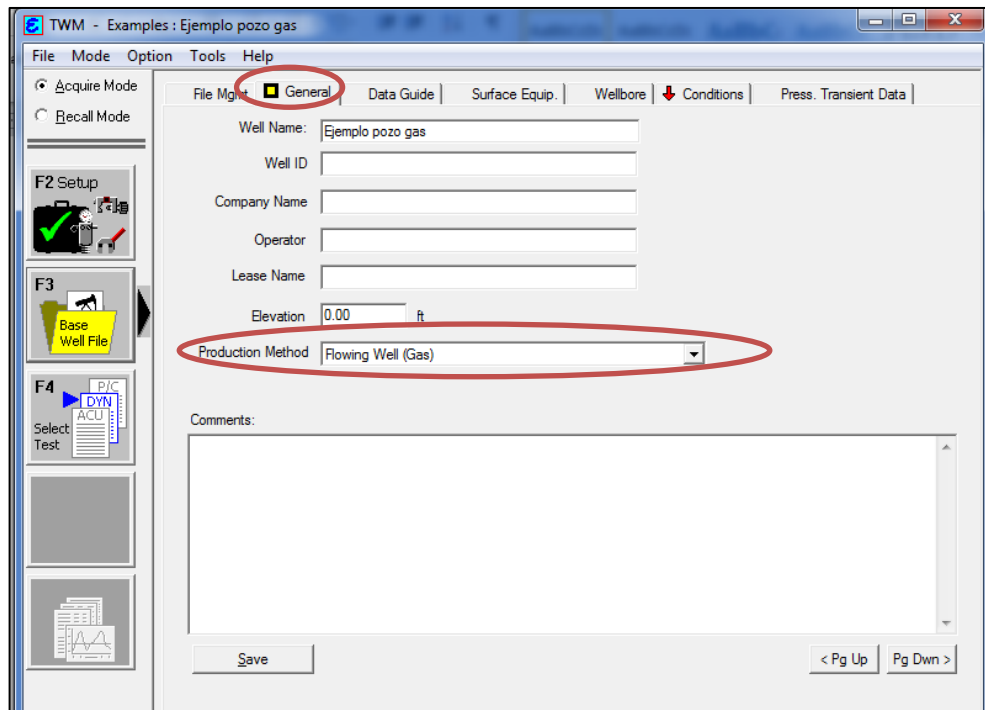 TWM - Examples : Ejemplo pozo gas
File Mode Option Tools Help
Acquire Mode
Recall Mode
File Mgmt General Data Guide Surface Equip. Wellbore Conditions Press. Transient Data
Well Name: Ejemplo pozo gas
Well ID
Company Name
Operator
Lease Name
Elevation 0.00 ft
Production Method Flowing Well (Gas)
Comments:
F2 Setup
F3
Base
Well File
F4
P/C
DYN
ACU
Select
Test
Save < Pg Up Pg Dwn >